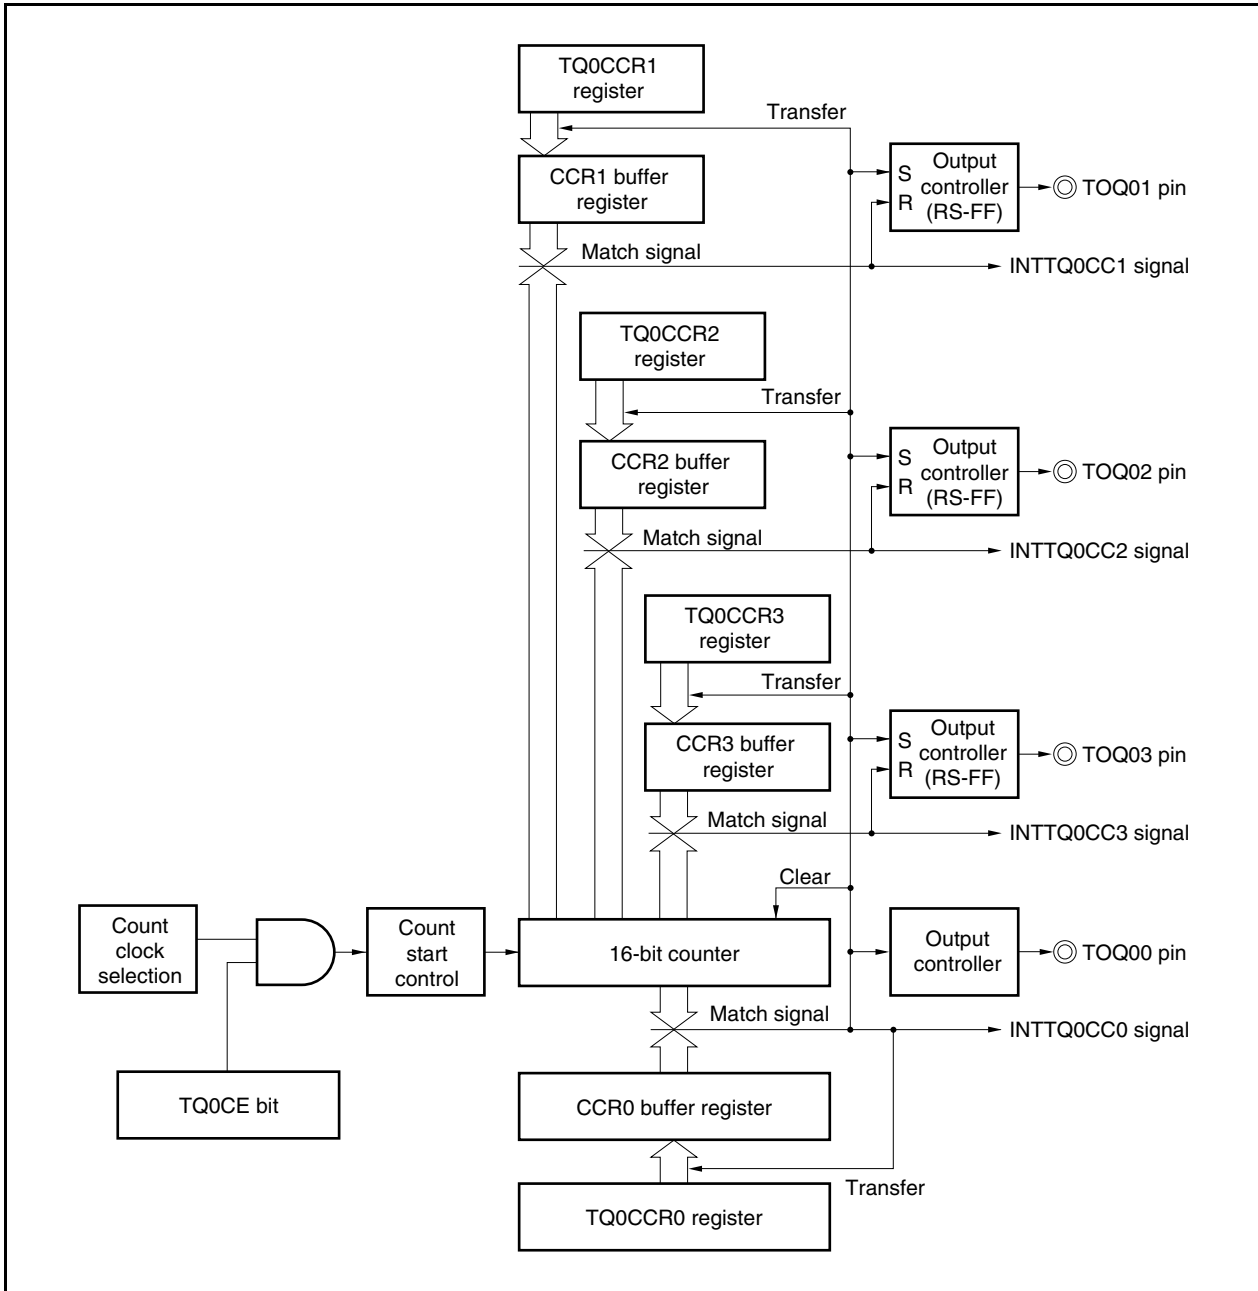 TQ0CCR1
register
Transfer
CCR1 buffer
register
S
R
Output
controller
(RS-FF)
TOQ01 pin
Match signal
INTTQ0CC1 signal
TQ0CCR2
register
Transfer
CCR2 buffer
register
S
R
Output
controller
(RS-FF)
TOQ02 pin
Match signal
INTTQ0CC2 signal
TQ0CCR3
register
Transfer
CCR3 buffer
register
S
R
Output
controller
(RS-FF)
TOQ03 pin
Match signal
INTTQ0CC3 signal
Clear
Count
clock
selection
Count
start
control
16-bit counter
Output
controller
TOQ00 pin
Match signal
INTTQ0CC0 signal
TQ0CE bit
CCR0 buffer register
Transfer
TQ0CCR0 register